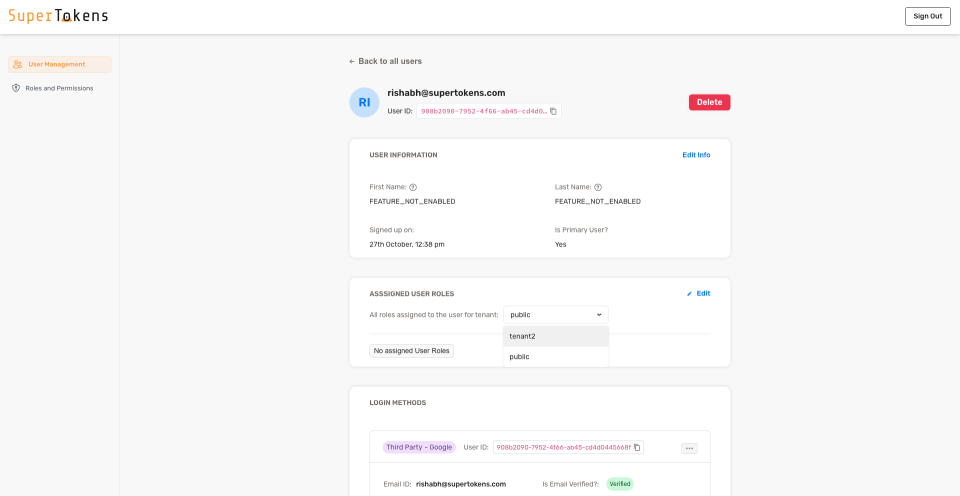 SuperTokens
Sign Out
User Management
Roles and Permissions
← Back to all users
RI
rishabh@supertokens.com
User ID: 908b2090-7952-4f66-ab45-cd4d0…
Delete
USER INFORMATION
Edit Info
First Name:
Last Name:
FEATURE_NOT_ENABLED
FEATURE_NOT_ENABLED
Signed up on:
Is Primary User?
27th October, 12:38 pm
Yes
ASSSIGNED USER ROLES
Edit
All roles assigned to the user for tenant: public
tenant2
No assigned User Roles
public
LOGIN METHODS
Third Party - Google User ID: 908b2090-7952-4f66-ab45-cd4d0445668f
Email ID: rishabh@supertokens.com Is Email Verified?: Verified